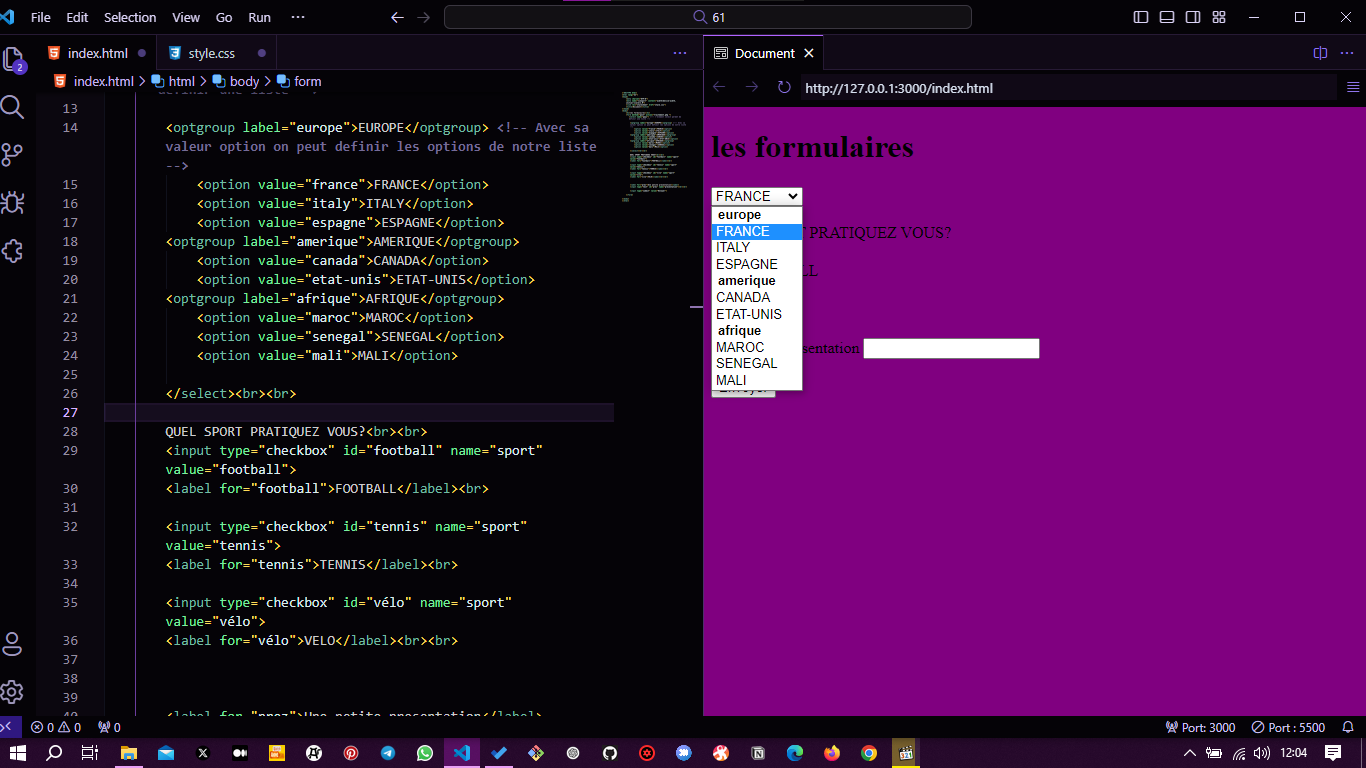 File Edit Selection View Go Run ··· 61
index.html style.css ···
index.html > html > body > form
13
14 <optgroup label="europe">EUROPE</optgroup> <!-- Avec sa
valeur option on peut definir les options de notre liste
-->
15 <option value="france">FRANCE</option>
16 <option value="italy">ITALY</option>
17 <option value="espagne">ESPAGNE</option>
18 <optgroup label="amerique">AMERIQUE</optgroup>
19 <option value="canada">CANADA</option>
20 <option value="etat-unis">ETAT-UNIS</option>
21 <optgroup label="afrique">AFRIQUE</optgroup>
22 <option value="maroc">MAROC</option>
23 <option value="senegal">SENEGAL</option>
24 <option value="mali">MALI</option>
25
26 </select><br><br>
27
28 QUEL SPORT PRATIQUEZ VOUS?<br><br>
29 <input type="checkbox" id="football" name="sport"
value="football">
30 <label for="football">FOOTBALL</label><br>
31
32 <input type="checkbox" id="tennis" name="sport"
value="tennis">
33 <label for="tennis">TENNIS</label><br>
34
35 <input type="checkbox" id="vélo" name="sport"
value="vélo">
36 <label for="vélo">VELO</label><br><br>
37
38
39
2
Document
http://127.0.0.1:3000/index.html
les formulaires
FRANCE
europe
FRANCE
PRATIQUEZ VOUS?
ITALY
ESPAGNE
amerique
CANADA
ETAT-UNIS
afrique
MAROC
SENEGAL
MALI
0 0 0 Port: 3000 Port : 5500
12:04